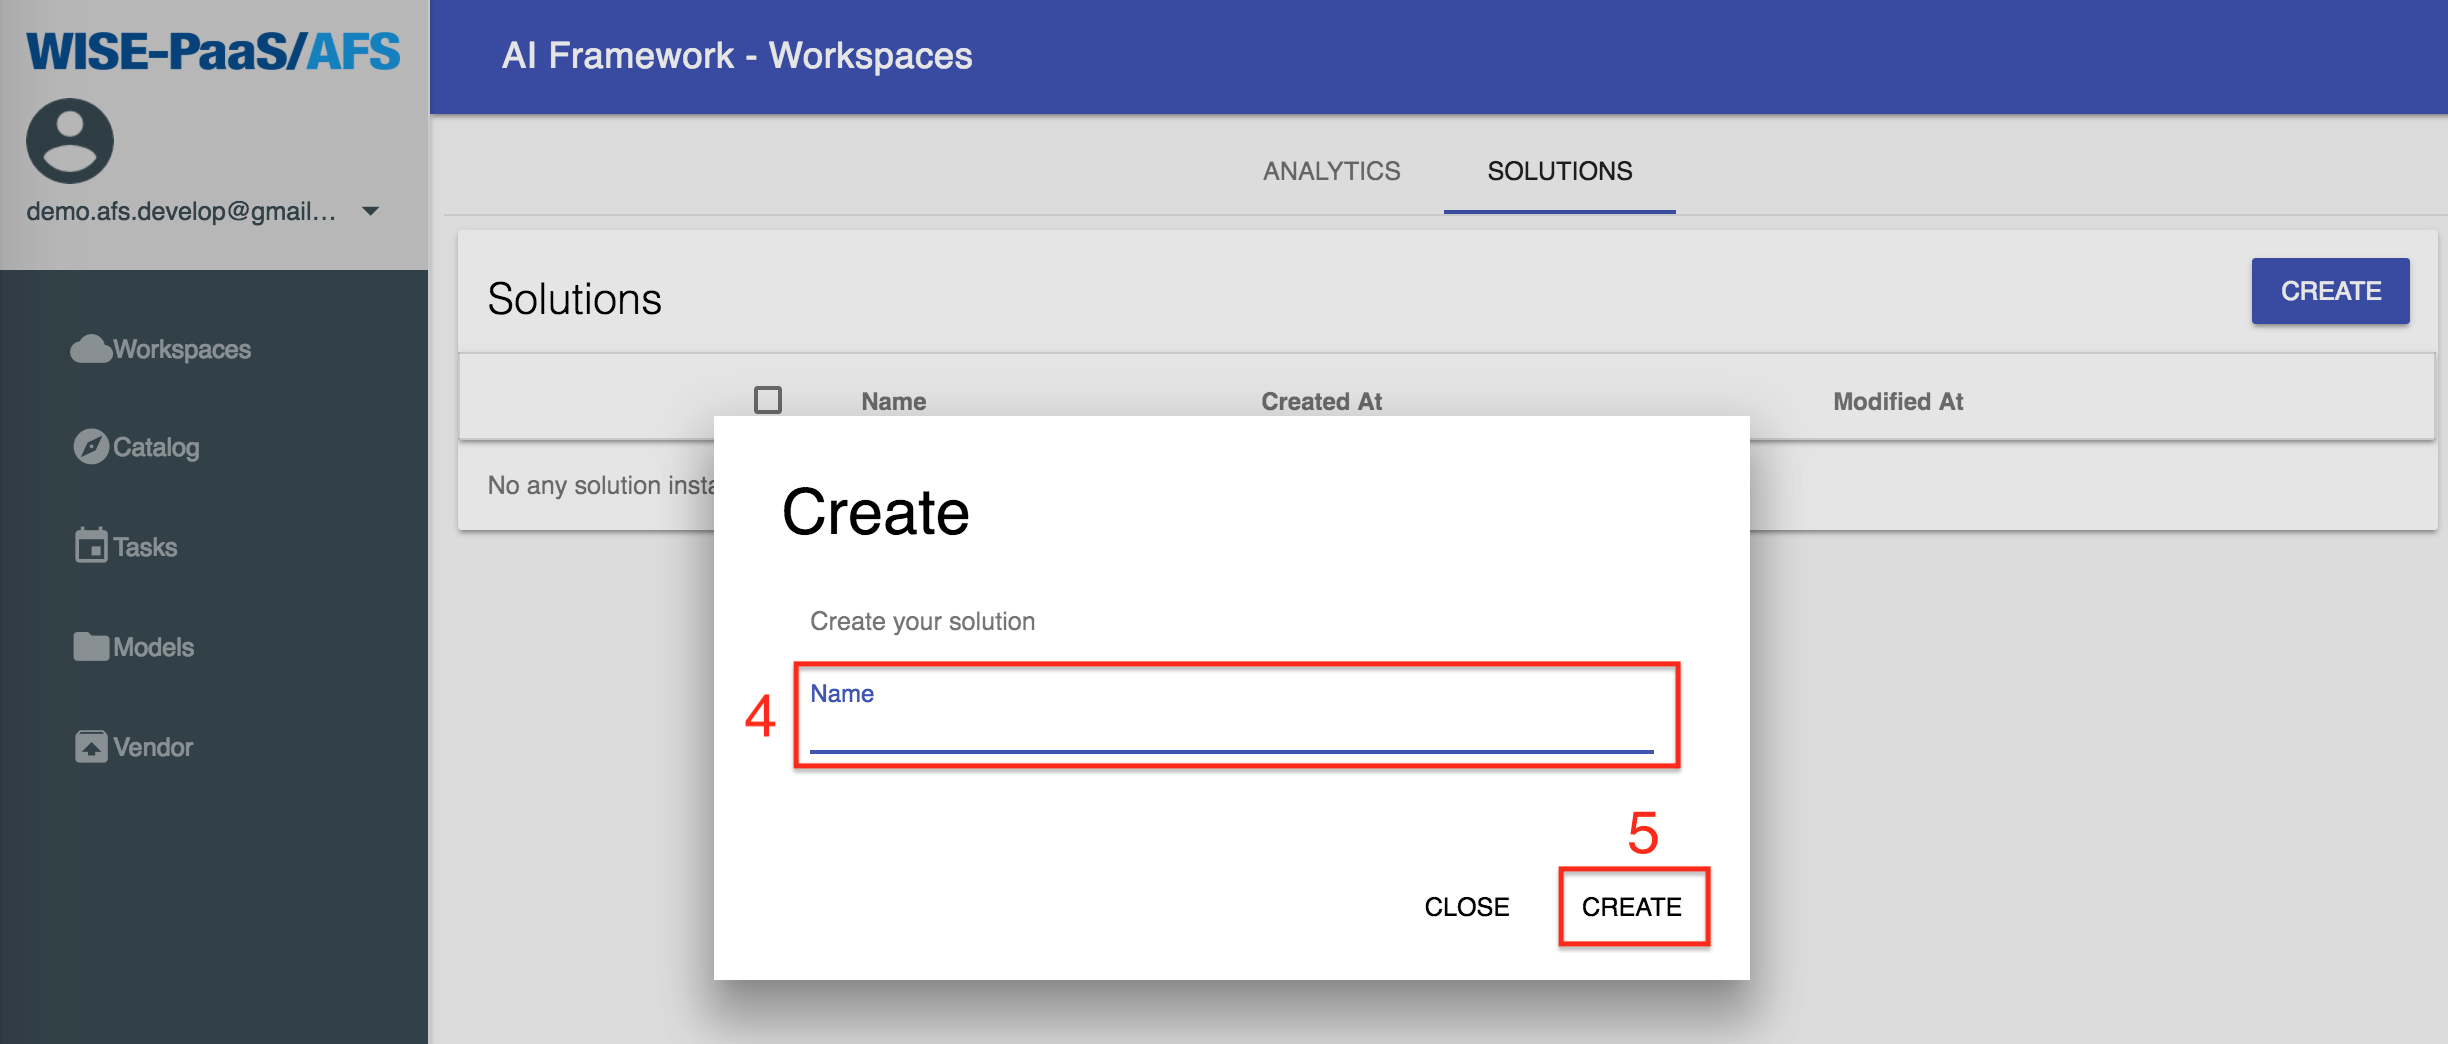 WISE-PaaS/AFS
demo.afs.develop@gmail...
Workspaces
Catalog
Tasks
Models
Vendor
AI Framework - Workspaces
ANALYTICS SOLUTIONS
Solutions
CREATE
Name Created At Modified At
No any solution insta
Create
Create your solution
4
Name
5
CLOSE CREATE